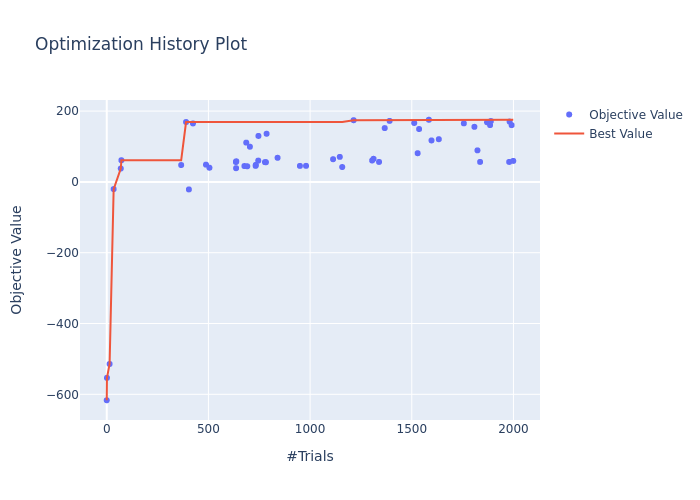 Optimization History Plot
Objective Value
Best Value
200
0
−200
−400
−600
Objective Value
0
500
1000
1500
2000
#Trials